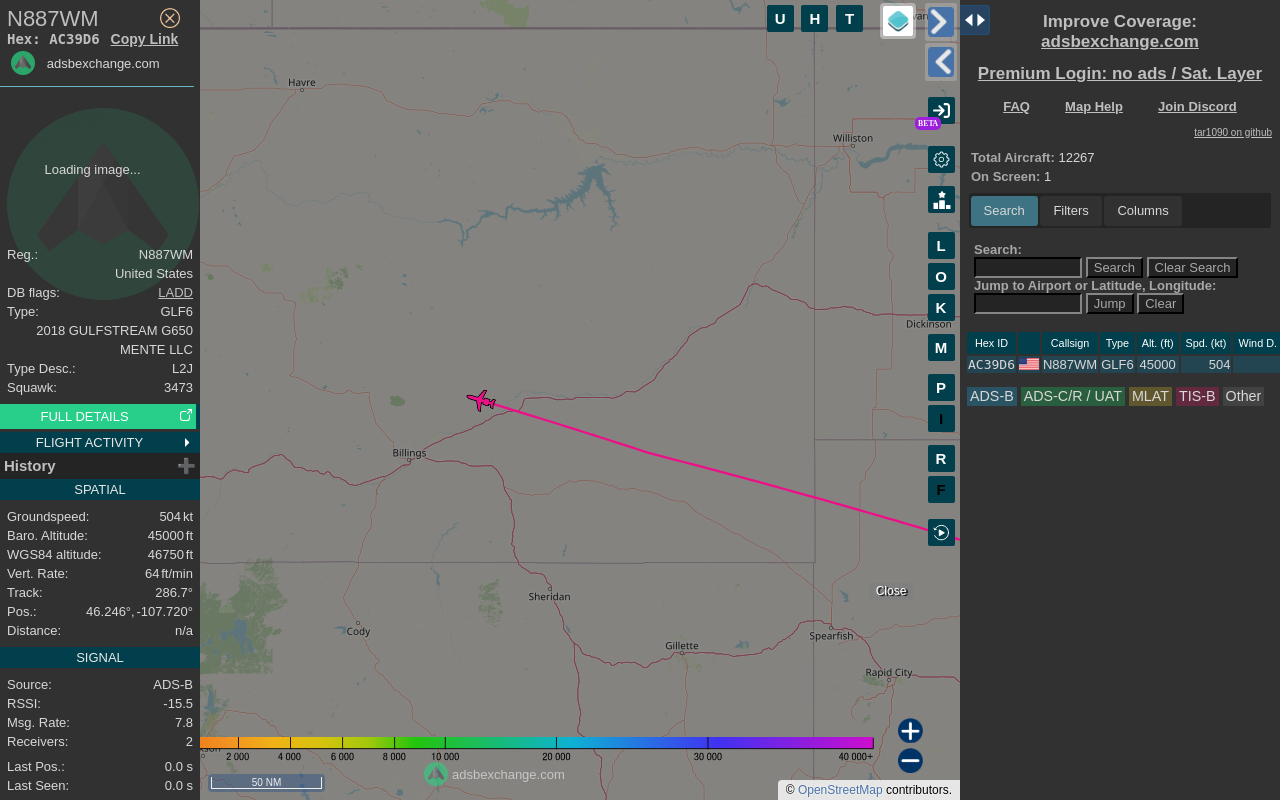 N887WM
Hex: AC39D6 Copy Link
adsbexchange.com
Loading image...
Reg.: N887WM
United States
DB flags: LADD
Type: GLF6
2018 GULFSTREAM G650
MENTE LLC
Type Desc.: L2J
Squawk: 3473
FULL DETAILS
FLIGHT ACTIVITY
History
SPATIAL
Groundspeed: 504 kt
Baro. Altitude: 45000 ft
WGS84 altitude: 46750 ft
Vert. Rate: 64 ft/min
Track: 286.7°
Pos.: 46.246°, -107.720°
Distance: n/a
SIGNAL
Source: ADS-B
RSSI: -15.5
Msg. Rate: 7.8
Receivers: 2
Last Pos.: 0.0 s
Last Seen: 0.0 s
U H T
Havre
Williston
BETA
L
O
K
Dickinson
M
P
I
Billings
R
F
Close
Sheridan
Cody
Spearfish
Gillette
Rapid City
2 000 4 000 6 000 8 000 10 000 20 000 30 000 40 000+
adsbexchange.com
50 NM
© OpenStreetMap contributors.
Improve Coverage:
adsbexchange.com
Premium Login: no ads / Sat. Layer
FAQ Map Help Join Discord
tar1090 on github
Total Aircraft: 12267
On Screen: 1
Search Filters Columns
Search:
Search Clear Search
Jump to Airport or Latitude, Longitude:
Jump Clear
Hex ID Callsign Type Alt. (ft) Spd. (kt) Wind D.
AC39D6 N887WM GLF6 45000 504
ADS-B ADS-C/R / UAT MLAT TIS-B Other